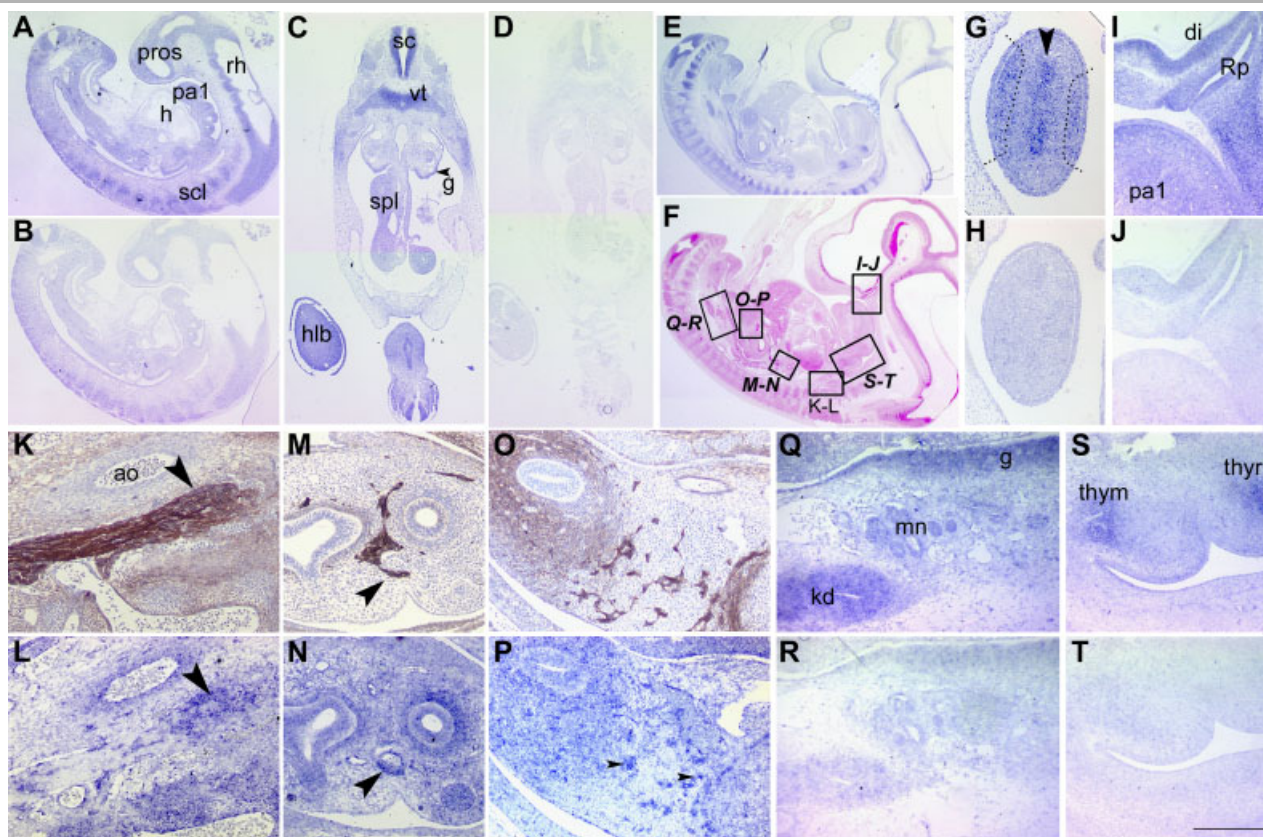 A
pros
rh
pa1
h
scl
B
C
sc
vt
g
spl
hlb
D
E
F
I-J
O-P
Q-R
M-N
S-T
K-L
G
H
I
di
Rp
pa1
J
K
ao
L
M
N
O
P
Q
g
mn
kd
R
S
thyr
thym
T